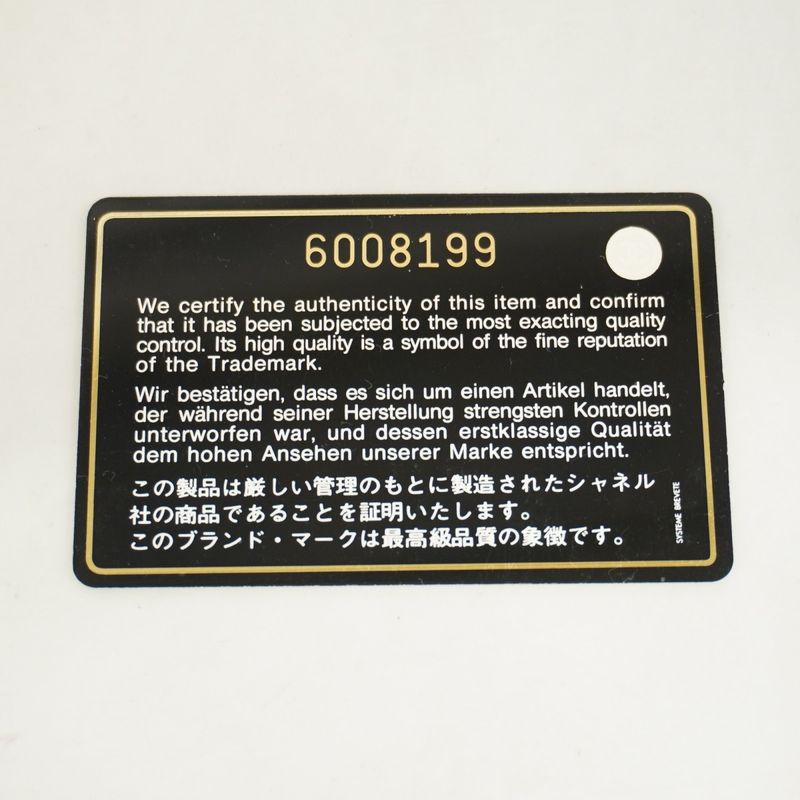 6008199
We certify the authenticity of this item and confirm
that it has been subjected to the most exacting quality
control. Its high quality is a symbol of the fine reputation
of the Trademark.
Wir bestätigen, dass es sich um einen Artikel handelt,
der während seiner Herstellung strengsten Kontrollen
unterworfen war, und dessen erstklassige Qualität
dem hohen Ansehen unserer Marke entspricht.
この製品は厳しい管理のもとに製造されたシャネル
社の商品であることを証明いたします。
このブランド・マークは最高級品質の象徴です。
SYSTEME BREVETE